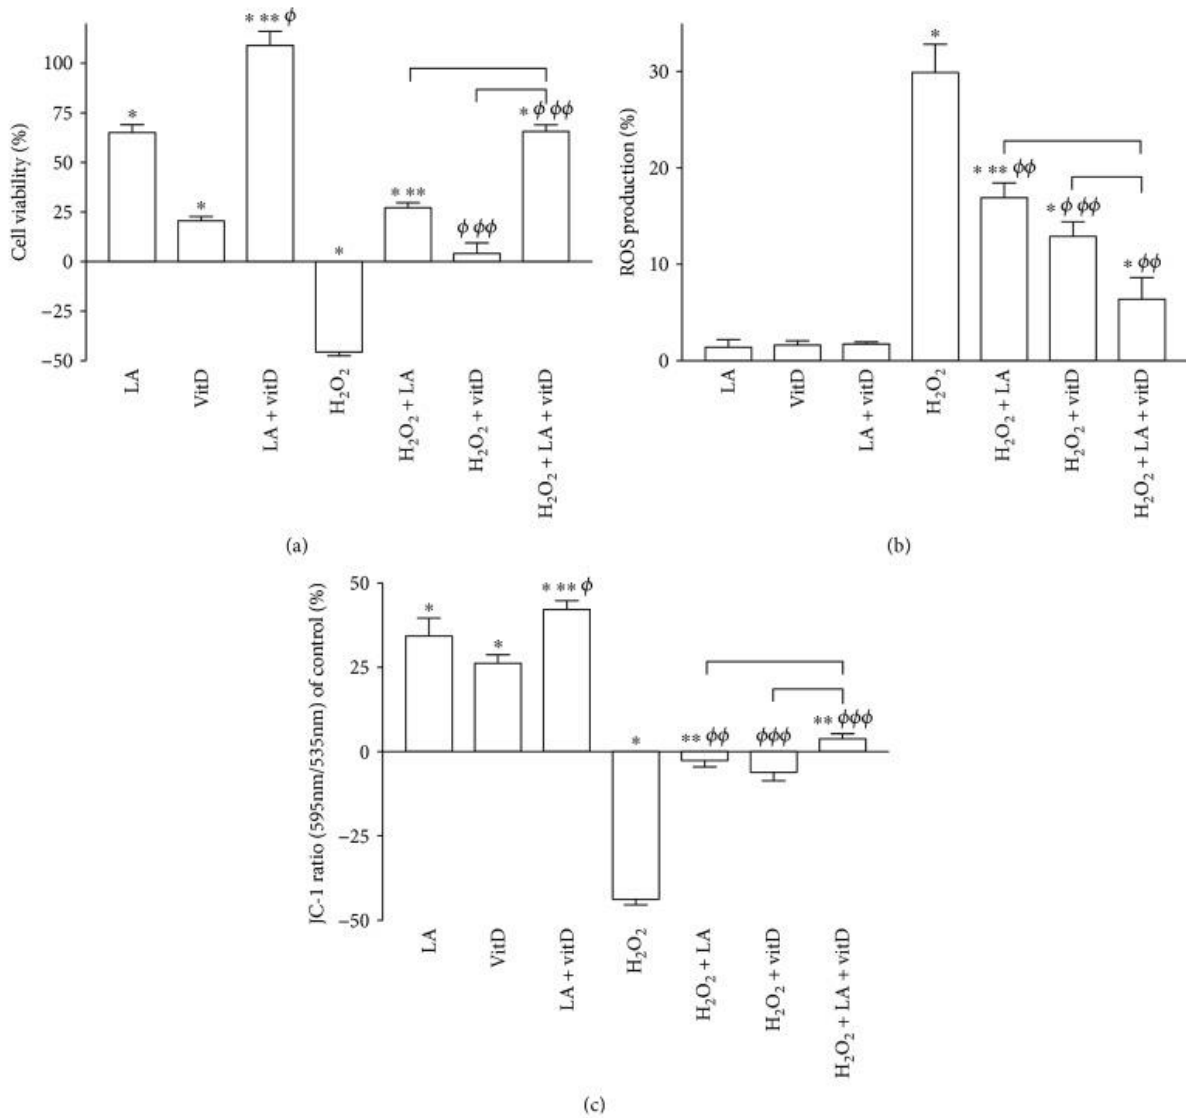 Cell viability (%)
100
75
50
25
0
−25
−50
*
*
* ** ϕ
*
* **
ϕ ϕϕ
* ϕ ϕϕ
LA
VitD
LA + vitD
H₂O₂
H₂O₂ + LA
H₂O₂ + vitD
H₂O₂ + LA + vitD
(a)
ROS production (%)
30
20
10
0
*
* ** ϕϕ
* ϕ ϕϕ
* ϕϕ
LA
VitD
LA + vitD
H₂O₂
H₂O₂ + LA
H₂O₂ + vitD
H₂O₂ + LA + vitD
(b)
JC-1 ratio (595nm/535nm) of control (%)
50
25
0
−25
−50
*
*
* ** ϕ
*
** ϕϕ
ϕϕϕ
** ϕϕϕ
LA
VitD
LA + vitD
H₂O₂
H₂O₂ + LA
H₂O₂ + vitD
H₂O₂ + LA + vitD
(c)